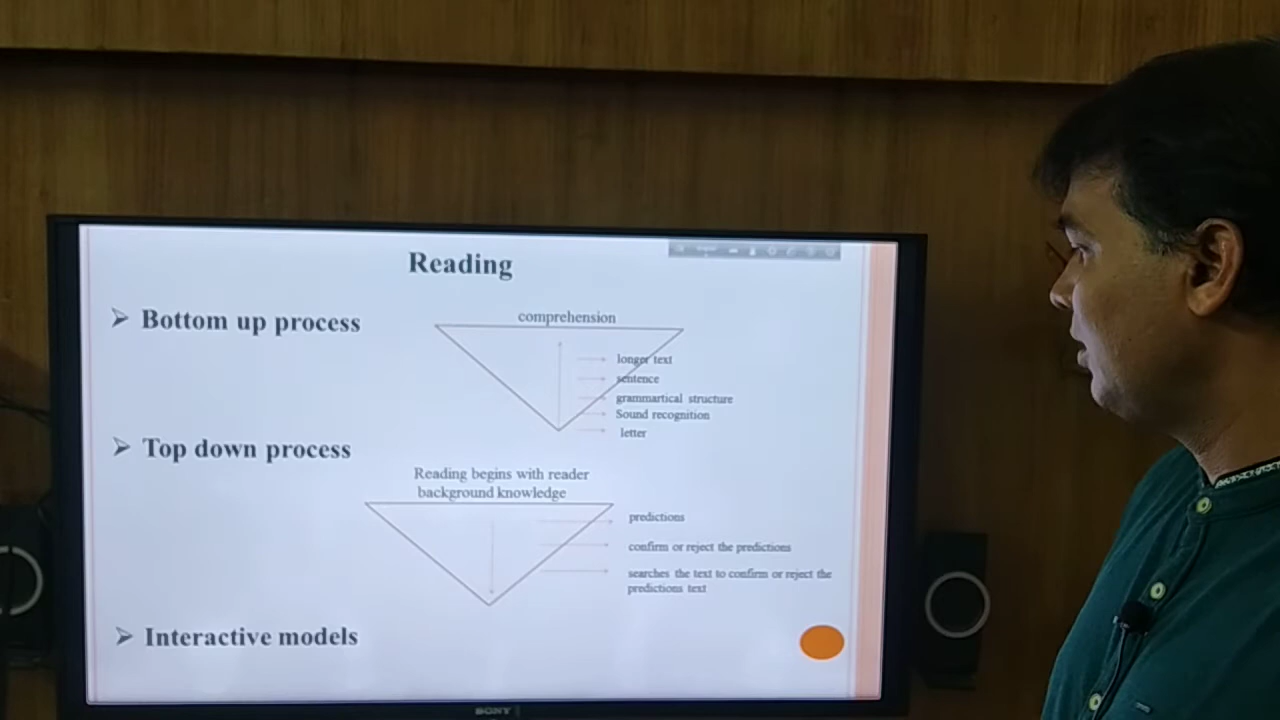 Reading
➢ Bottom up process
comprehension
longer text
sentence
grammartical structure
Sound recognition
letter
➢ Top down process
Reading begins with reader
background knowledge
predictions
confirm or reject the predictions
searches the text to confirm or reject the
predictions text
➢ Interactive models
SONY